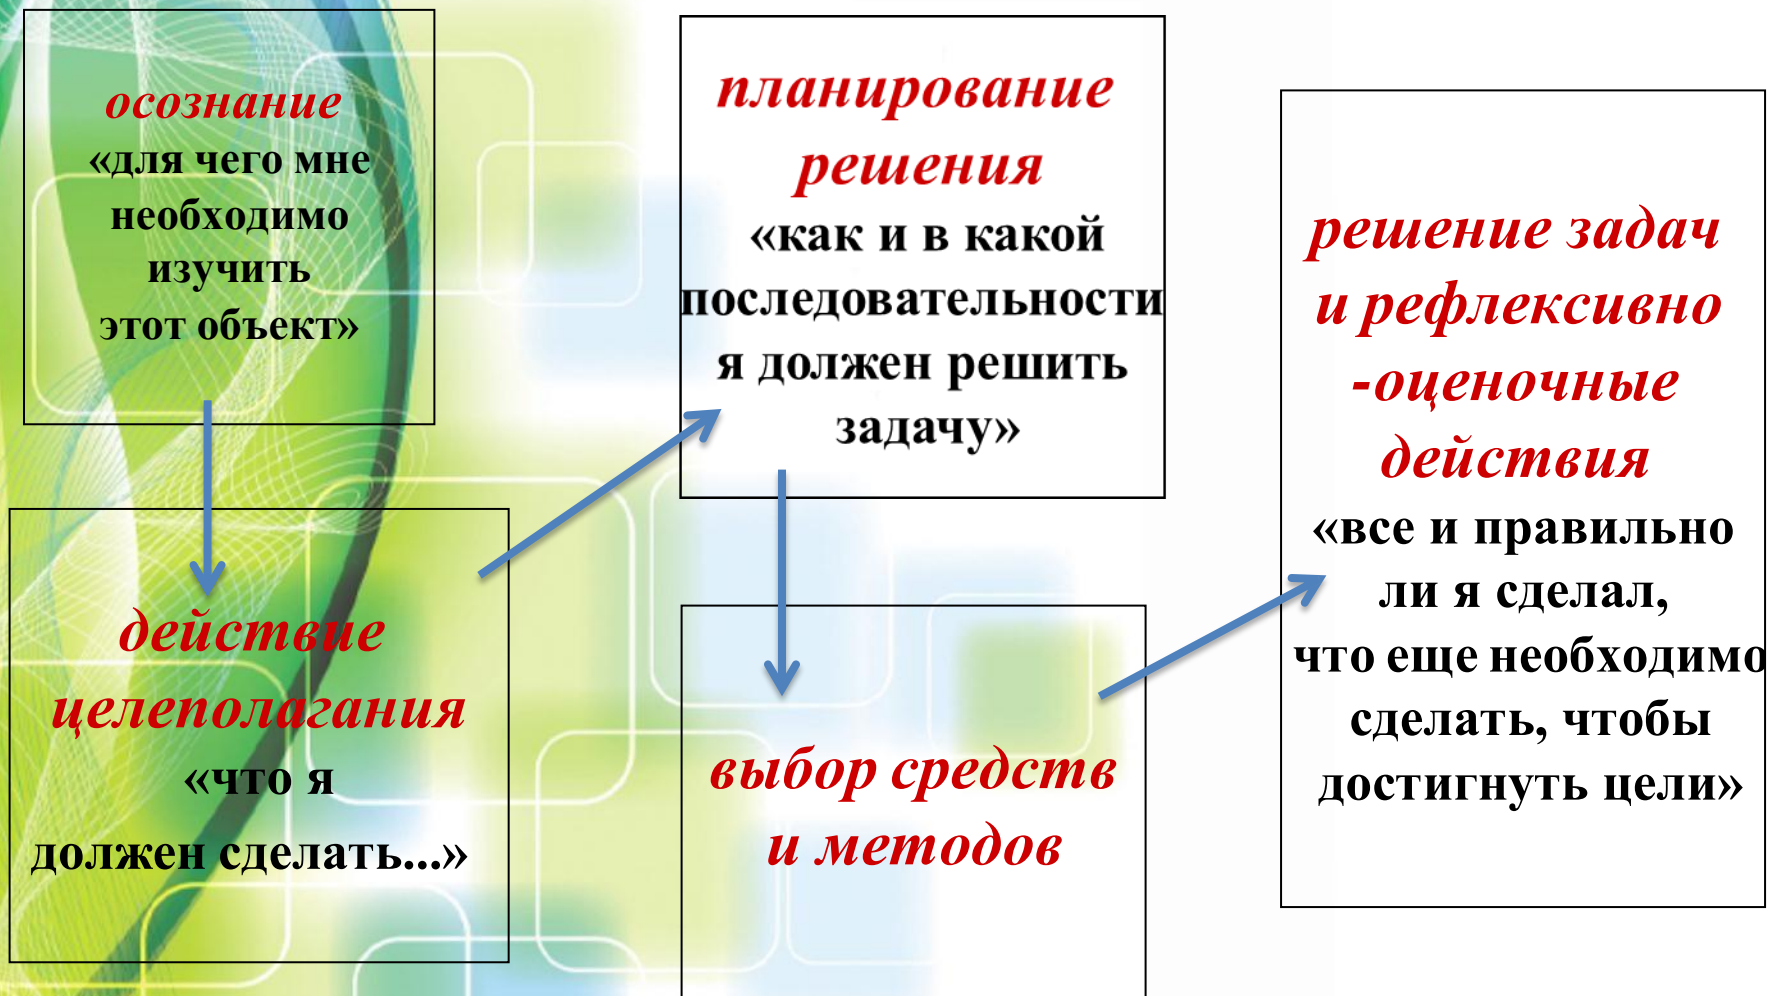 осознание
«для чего мне
необходимо
изучить
этот объект»
действие
целеполагания
«что я
должен сделать...»
планирование
решения
«как и в какой
последовательности
я должен решить
задачу»
выбор средств
и методов
решение задач
и рефлексивно
-оценочные
действия
«все и правильно
ли я сделал,
что еще необходимо
сделать, чтобы
достигнуть цели»